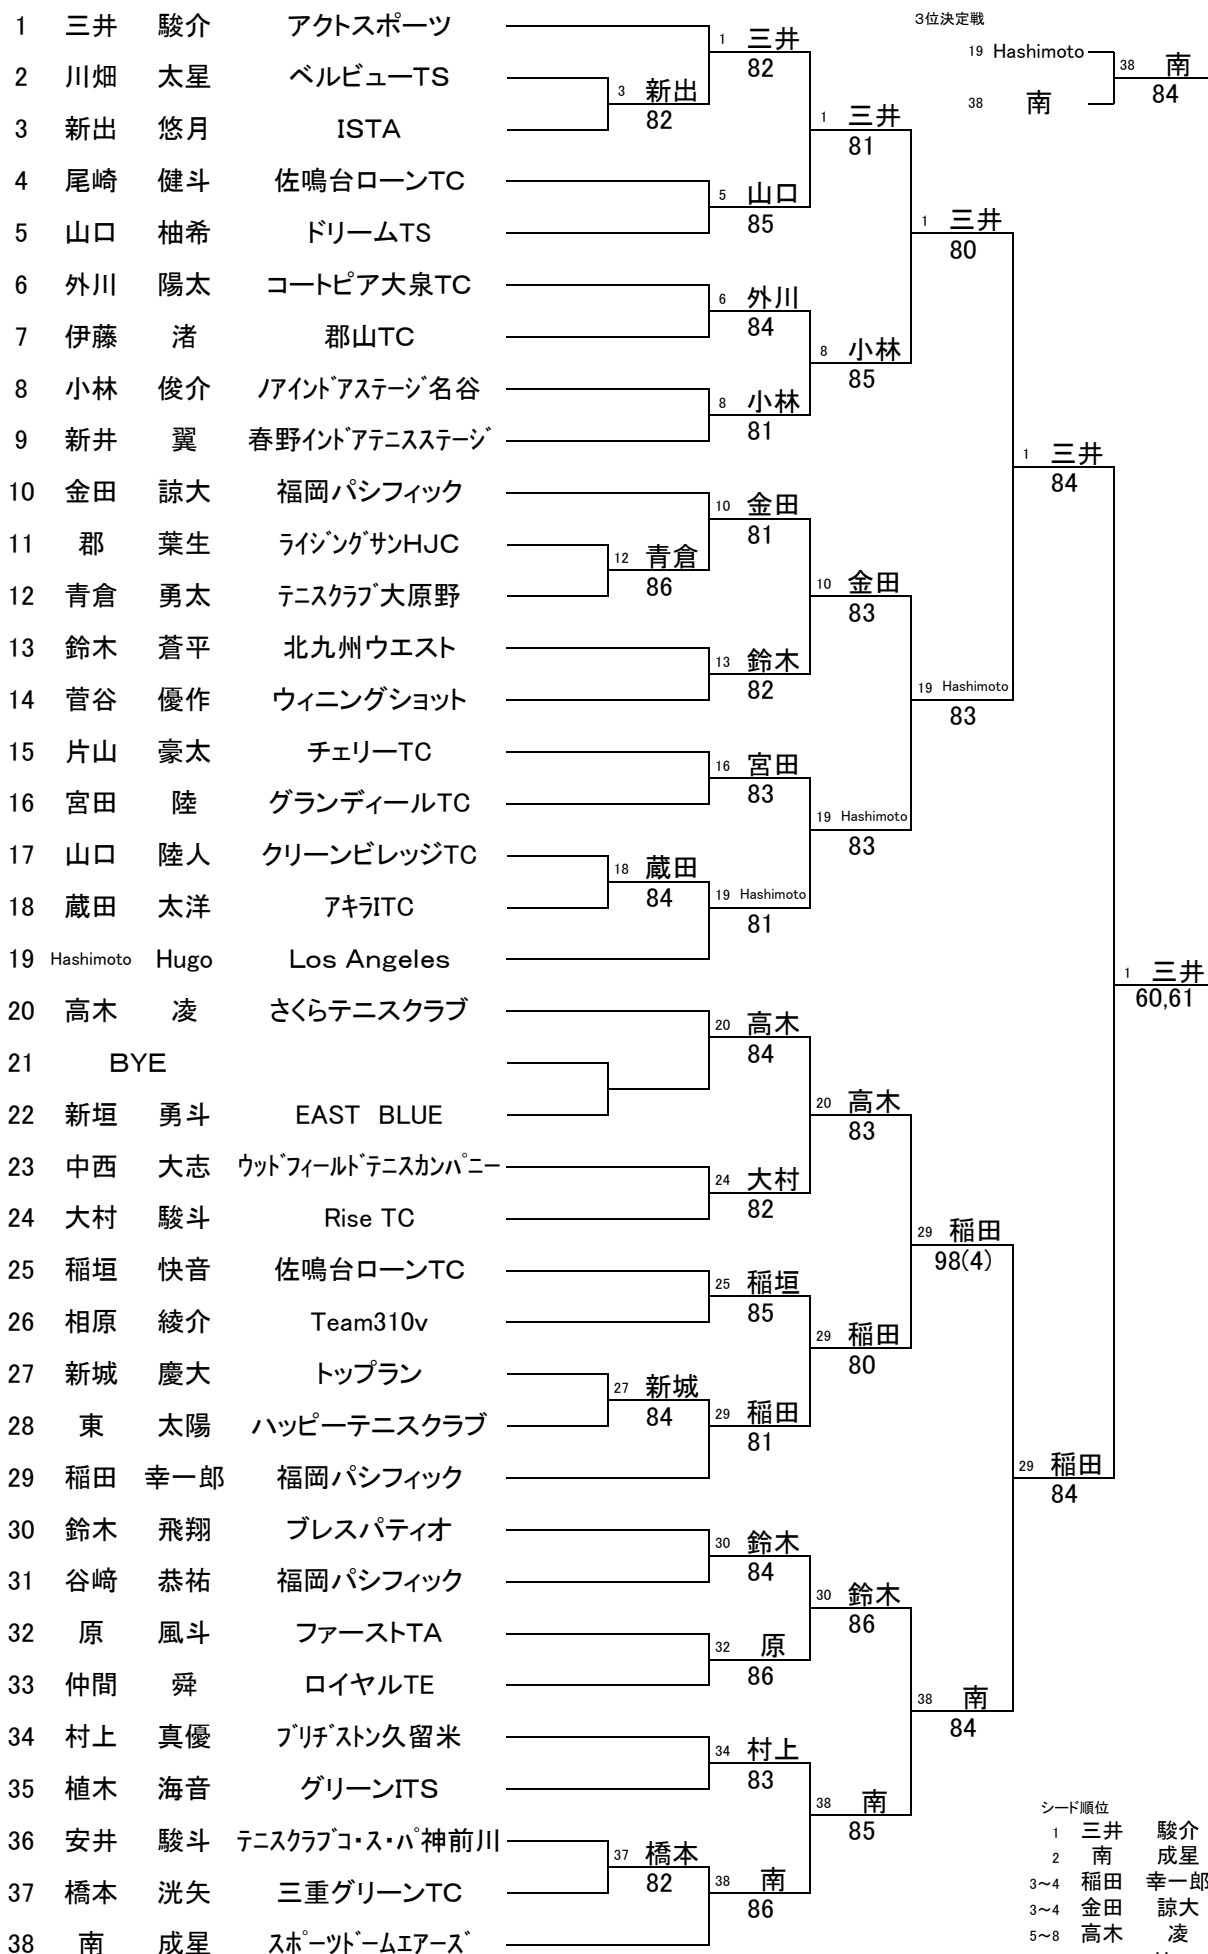 1 三井 駿介 アクトスポーツ
2 川畑 太星 ベルビューTS
3 新出 悠月 ISTA
4 尾崎 健斗 佐鳴台ローンTC
5 山口 柚希 ドリームTS
6 外川 陽太 コートピア大泉TC
7 伊藤 渚 郡山TC
8 小林 俊介 ﾉアインドアステージ名谷
9 新井 翼 春野インドアテニスステージ
10 金田 諒大 福岡パシフィック
11 郡 葉生 ライジングサンHJC
12 青倉 勇太 テニスクラブ大原野
13 鈴木 蒼平 北九州ウエスト
14 菅谷 優作 ウィニングショット
15 片山 豪太 チェリーTC
16 宮田 陸 グランディールTC
17 山口 陸人 クリーンビレッジTC
18 蔵田 太洋 アキラITC
19 Hashimoto Hugo Los Angeles
20 高木 凌 さくらテニスクラブ
21 BYE
22 新垣 勇斗 EAST BLUE
23 中西 大志 ウッドフィールドテニスカンパニー
24 大村 駿斗 Rise TC
25 稲垣 快音 佐鳴台ローンTC
26 相原 綾介 Team310v
27 新城 慶大 トップラン
28 東 太陽 ハッピーテニスクラブ
29 稲田 幸一郎 福岡パシフィック
30 鈴木 飛翔 ブレスパティオ
31 谷﨑 恭祐 福岡パシフィック
32 原 風斗 ファーストTA
33 仲間 舜 ロイヤルTE
34 村上 真優 ブリヂストン久留米
35 植木 海音 グリーンITS
36 安井 駿斗 テニスクラブコ・ス・パ神前川
37 橋本 洸矢 三重グリーンTC
38 南 成星 スポーツドームエアーズ
3 新出
82
12 青倉
86
18 蔵田
84
27 新城
84
37 橋本
82
1 三井
82
5 山口
85
6 外川
84
8 小林
81
10 金田
81
13 鈴木
82
16 宮田
83
19 Hashimoto
81
20 高木
84
24 大村
82
25 稲垣
85
29 稲田
81
30 鈴木
84
32 原
86
34 村上
83
38 南
86
1 三井
81
8 小林
85
10 金田
83
19 Hashimoto
83
20 高木
83
29 稲田
80
30 鈴木
86
38 南
85
1 三井
80
19 Hashimoto
83
29 稲田
98(4)
38 南
84
1 三井
84
29 稲田
84
1 三井
60,61
3位決定戦
19 Hashimoto
38 南
38 南
84
シード順位
1 三井 駿介
2 南 成星
3~4 稲田 幸一郎
3~4 金田 諒大
5~8 高木 凌